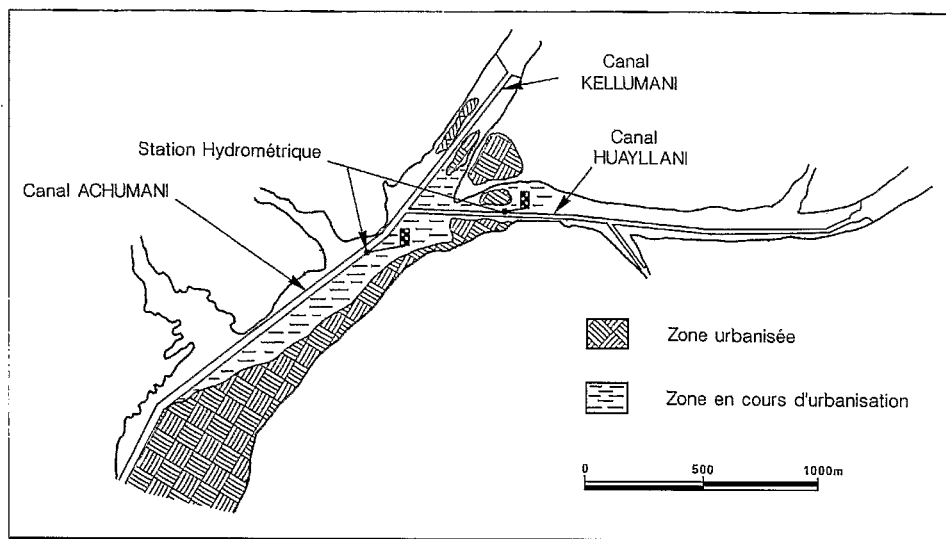 Canal
KELLUMANI
Station Hydrométrique
Canal
HUAYLLANI
Canal ACHUMANI
Zone urbanisée
Zone en cours d'urbanisation
0 500 1000m